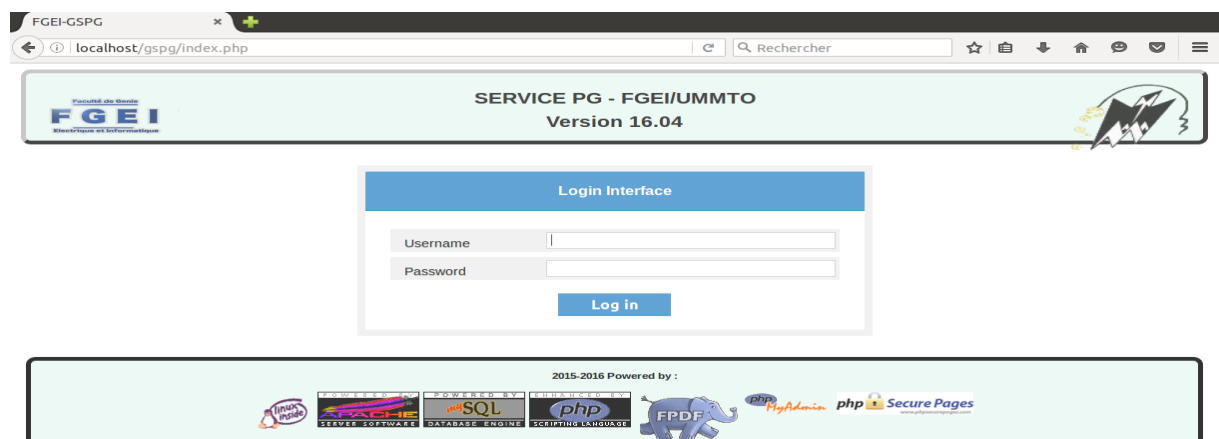 FGEI-GSPG
localhost/gspg/index.php
Rechercher
Faculté de Genie
FGEI
Electrique et Informatique
SERVICE PG - FGEI/UMMTO
Version 16.04
Login Interface
Username
Password
Log in
2015-2016 Powered by :
linux inside
POWERED BY
APACHE
SERVER SOFTWARE
POWERED BY
mySQL
DATABASE ENGINE
ENHANCED BY
php
SCRIPTING LANGUAGE
FPDF
php
MyAdmin
php Secure Pages